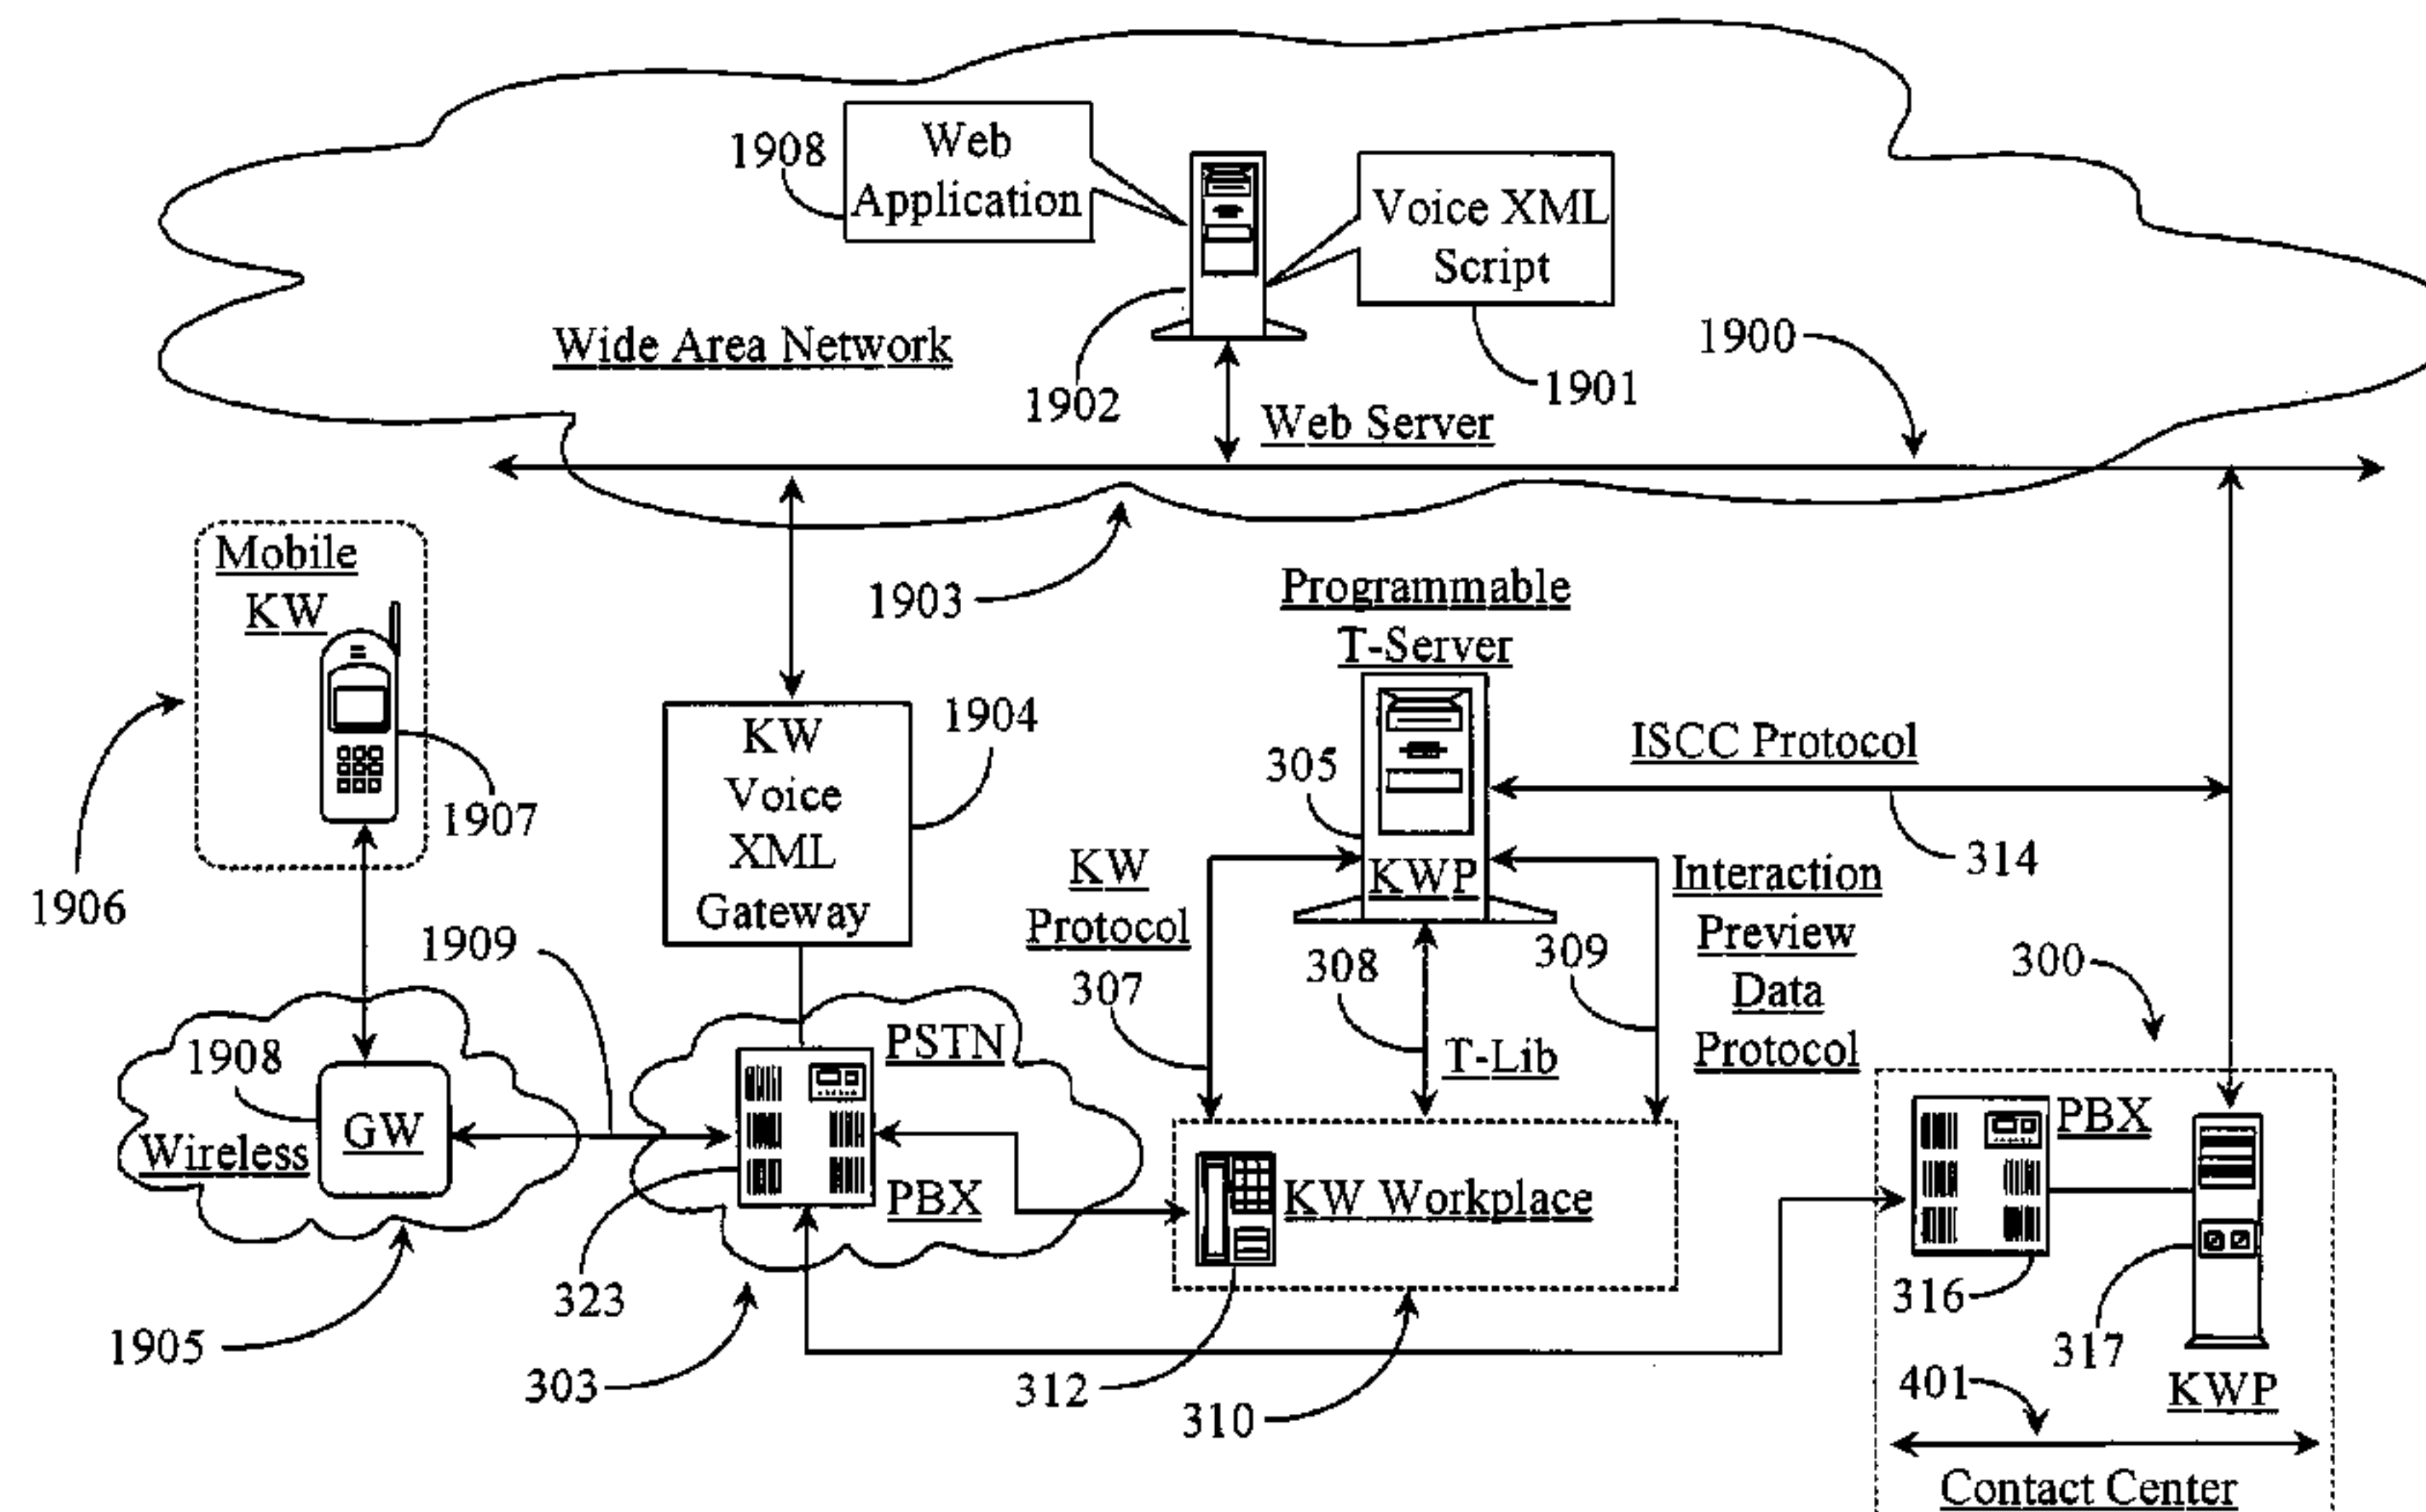 Web
Application
1908
Voice XML
Script
Wide Area Network
1902
1901
1900
Web Server
Mobile
KW
1903
Programmable
T-Server
1904
KW
Voice
XML
Gateway
305
ISCC Protocol
1907
1906
KW
Protocol
KWP
314
Interaction
Preview
Data
Protocol
1909
307
308
309
300
1908
GW
Wireless
PSTN
T-Lib
PBX
PBX
KW Workplace
323
316
317
1905
303
312
310
401
KWP
Contact Center